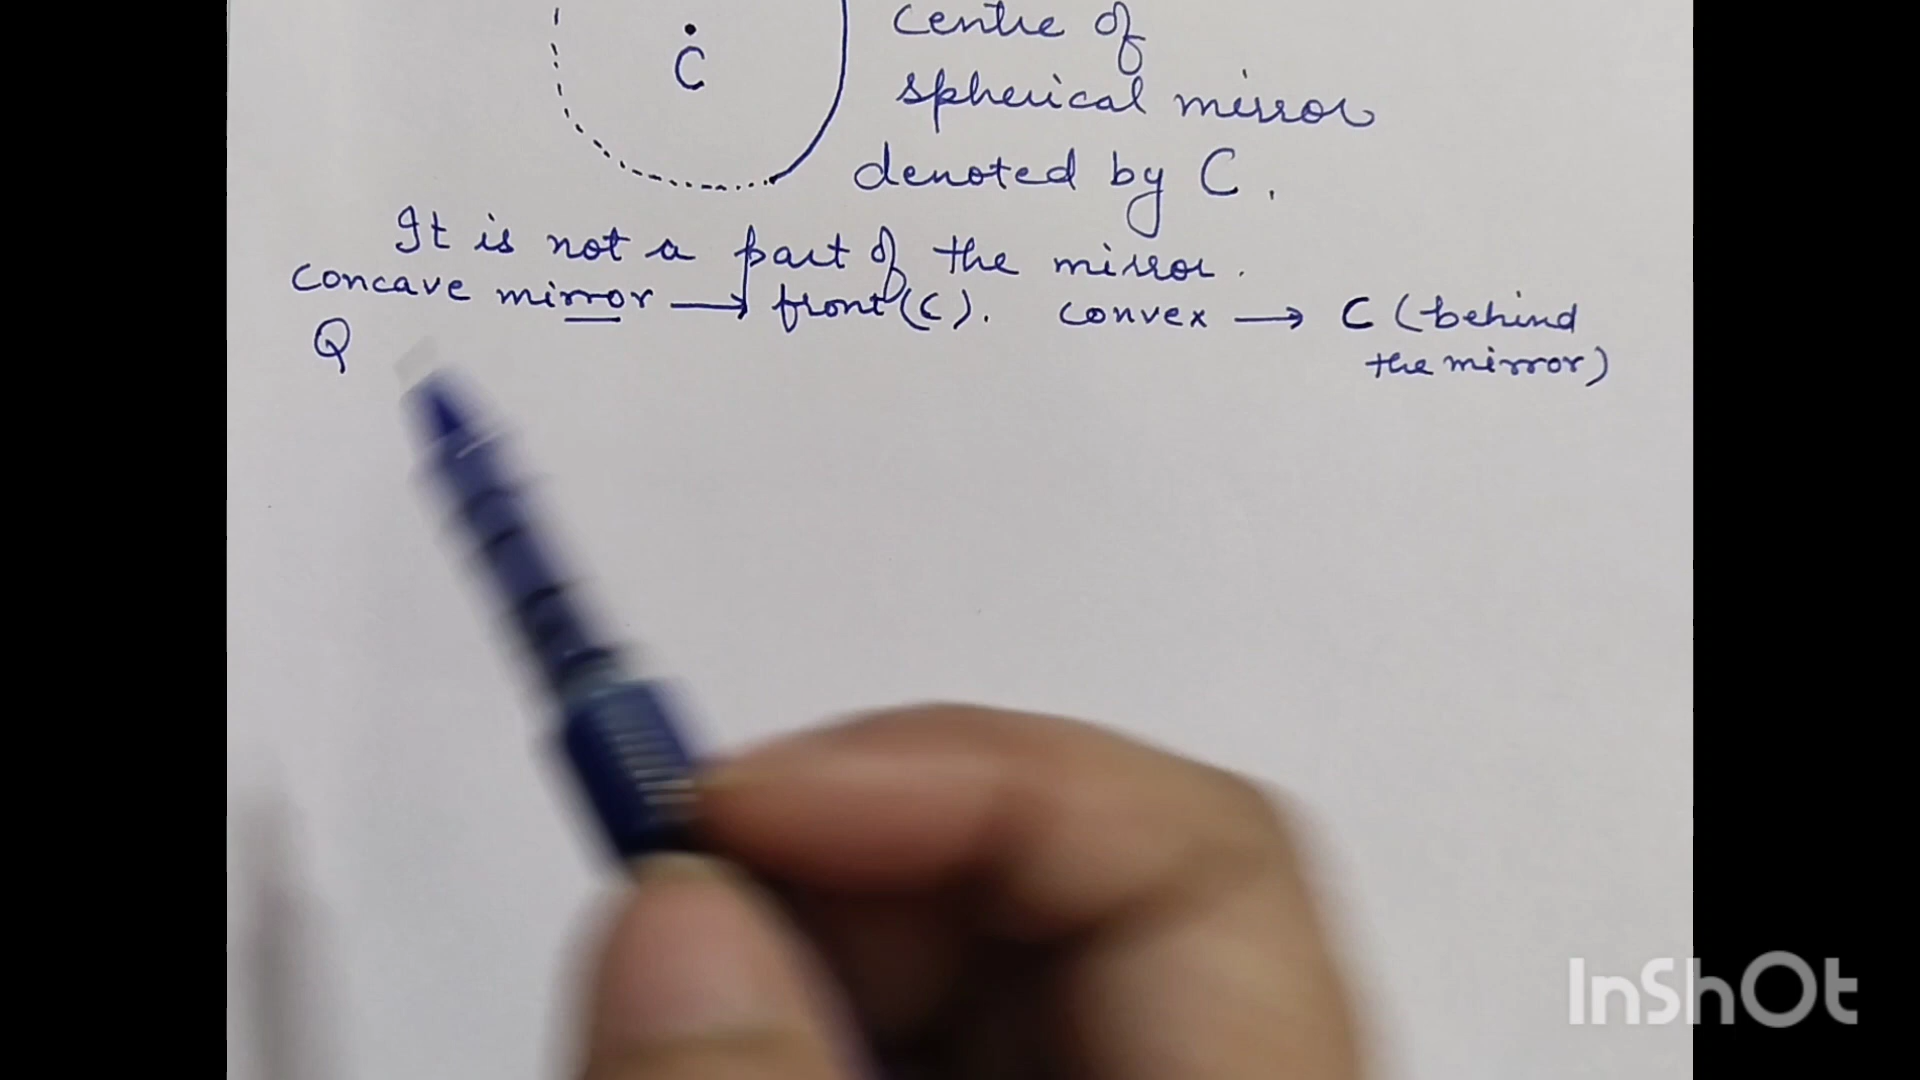 centre of
C
spherical mirror
denoted by C.
It is not a part of the mirror.
concave mirror → front (C). convex → C (behind
the mirror)
Q
InShOt